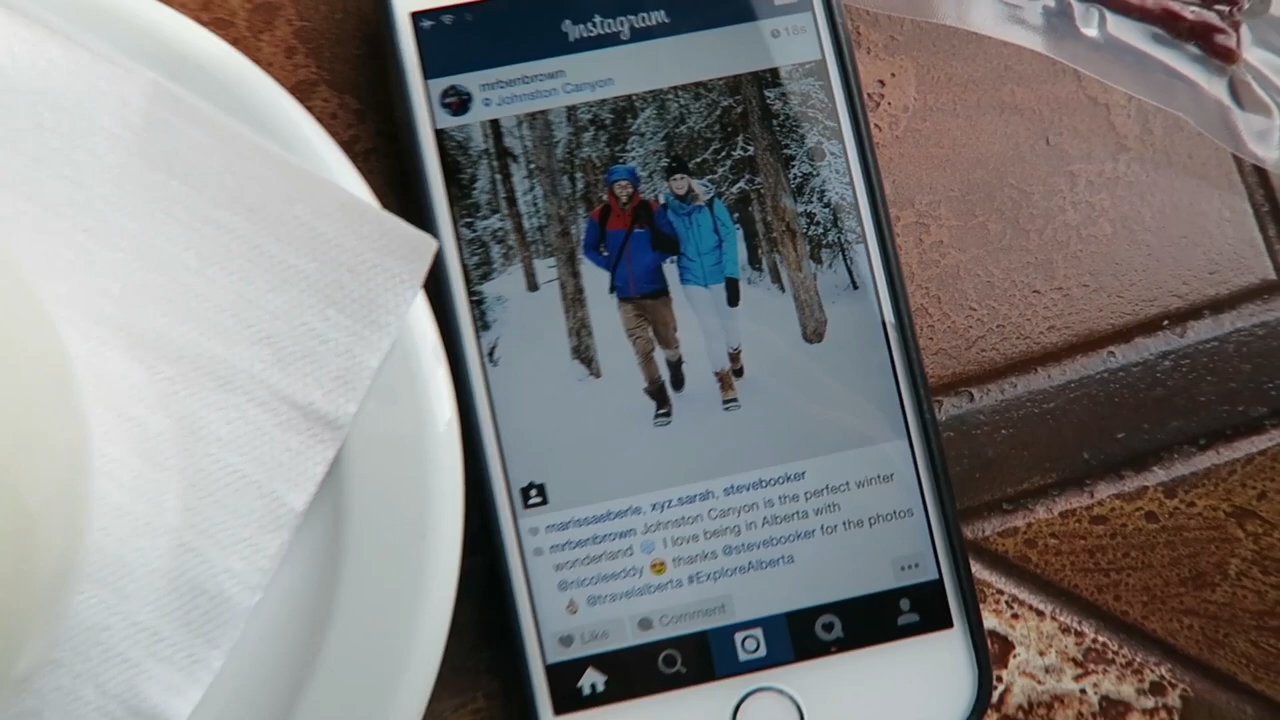 Instagram
mrbenbrown
Johnston Canyon
18s
marissaeberle, xyz.sarah, stevebooker
mrbenbrown Johnston Canyon is the perfect winter
wonderland ❄️ I love being in Alberta with
@nicoleeddy 😎 thanks @stevebooker for the photos
👌🏼 @travelalberta #ExploreAlberta
Like
Comment